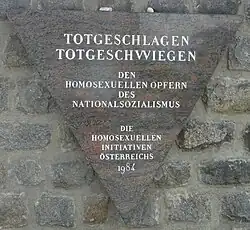 TOTGESCHLAGEN
TOTGESCHWIEGEN
DEN
HOMOSEXUELLEN OPFERN
DES
NATIONALSOZIALISMUS
DIE
HOMOSEXUELLEN
INITIATIVEN
ÖSTERREICHS
1984